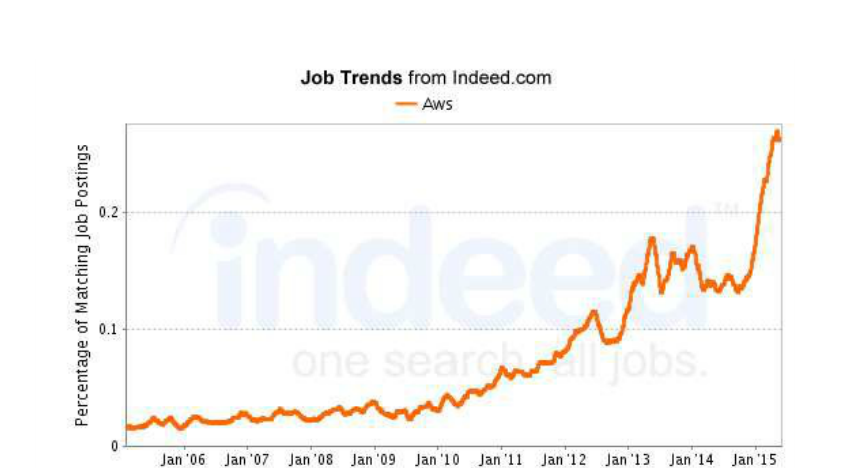 Job Trends from Indeed.com
Aws
Percentage of Matching Job Postings
0.2
0.1
0
indeed™
one search. all jobs.
Jan '06 Jan '07 Jan '08 Jan '09 Jan '10 Jan '11 Jan '12 Jan '13 Jan '14 Jan '15